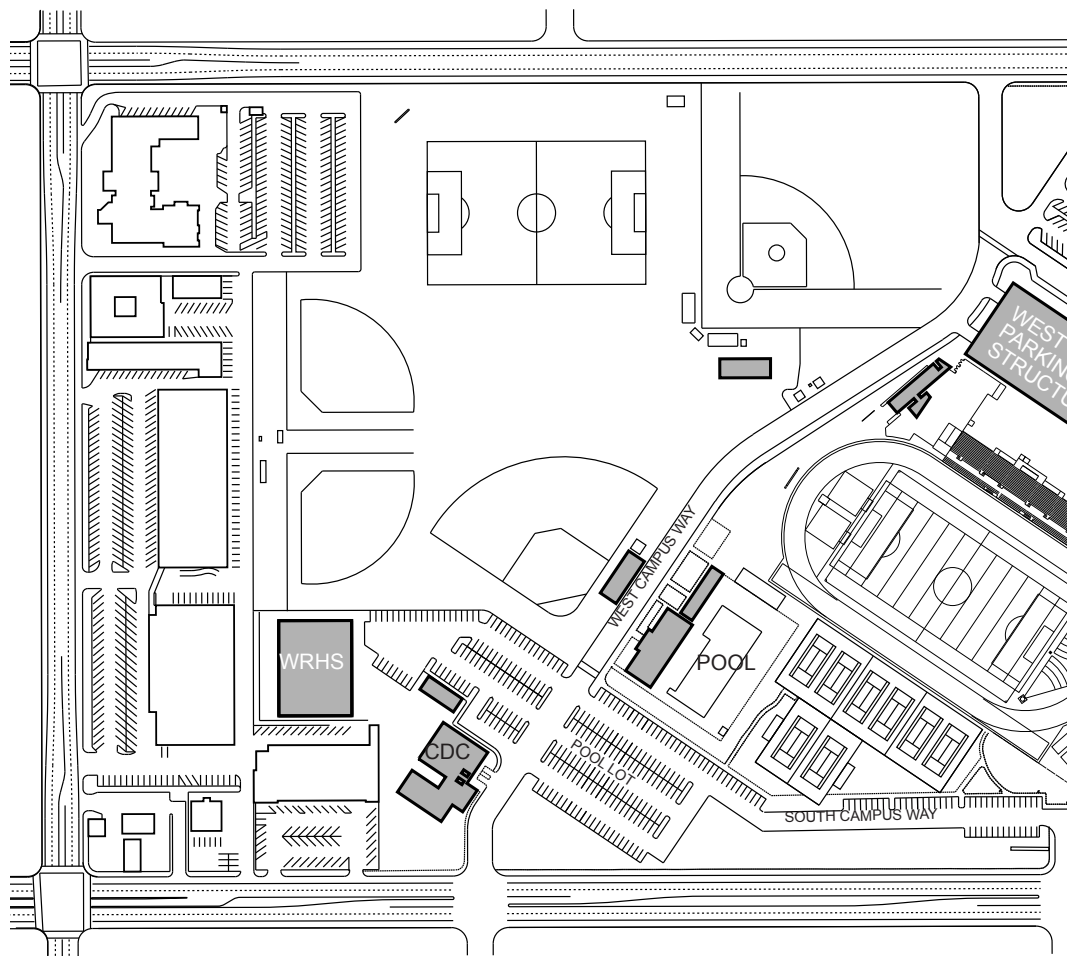 WEST
PARKIN
STRUCTU
WEST CAMPUS WAY
WRHS
POOL
CDC
POOL LOT
SOUTH CAMPUS WAY